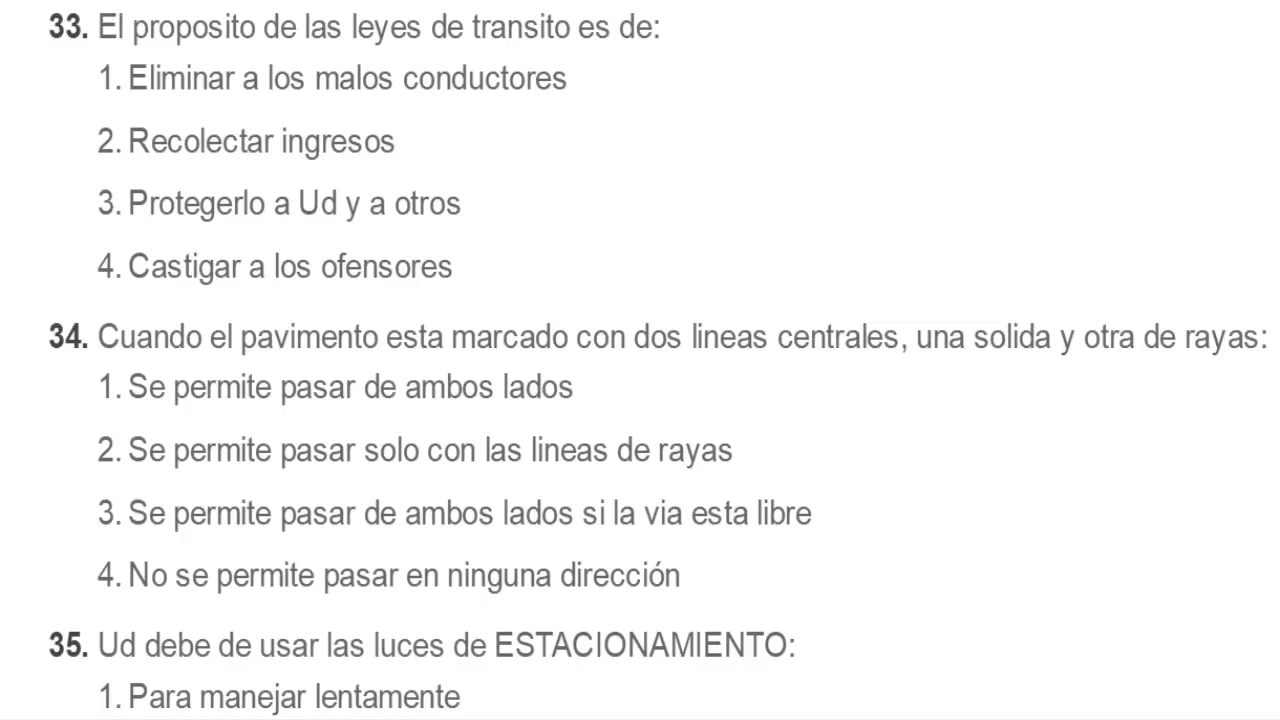 33. El proposito de las leyes de transito es de:
1. Eliminar a los malos conductores
2. Recolectar ingresos
3. Protegerlo a Ud y a otros
4. Castigar a los ofensores
34. Cuando el pavimento esta marcado con dos lineas centrales, una solida y otra de rayas:
1. Se permite pasar de ambos lados
2. Se permite pasar solo con las lineas de rayas
3. Se permite pasar de ambos lados si la via esta libre
4. No se permite pasar en ninguna dirección
35. Ud debe de usar las luces de ESTACIONAMIENTO:
1. Para manejar lentamente